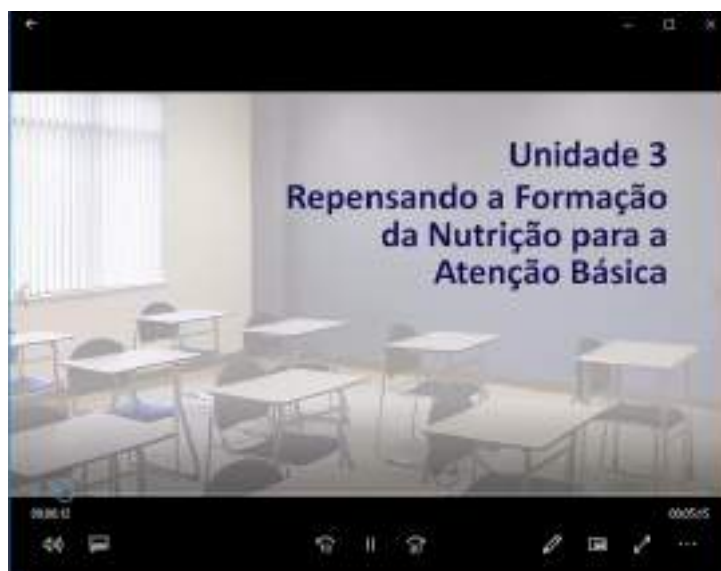 Unidade 3
Repensando a Formação
da Nutrição para a
Atenção Básica